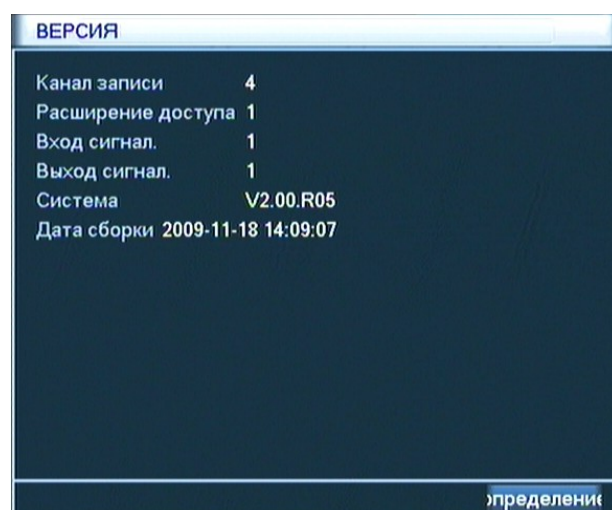 ВЕРСИЯ
Канал записи 4
Расширение доступа 1
Вход сигнал. 1
Выход сигнал. 1
Система V2.00.R05
Дата сборки 2009-11-18 14:09:07